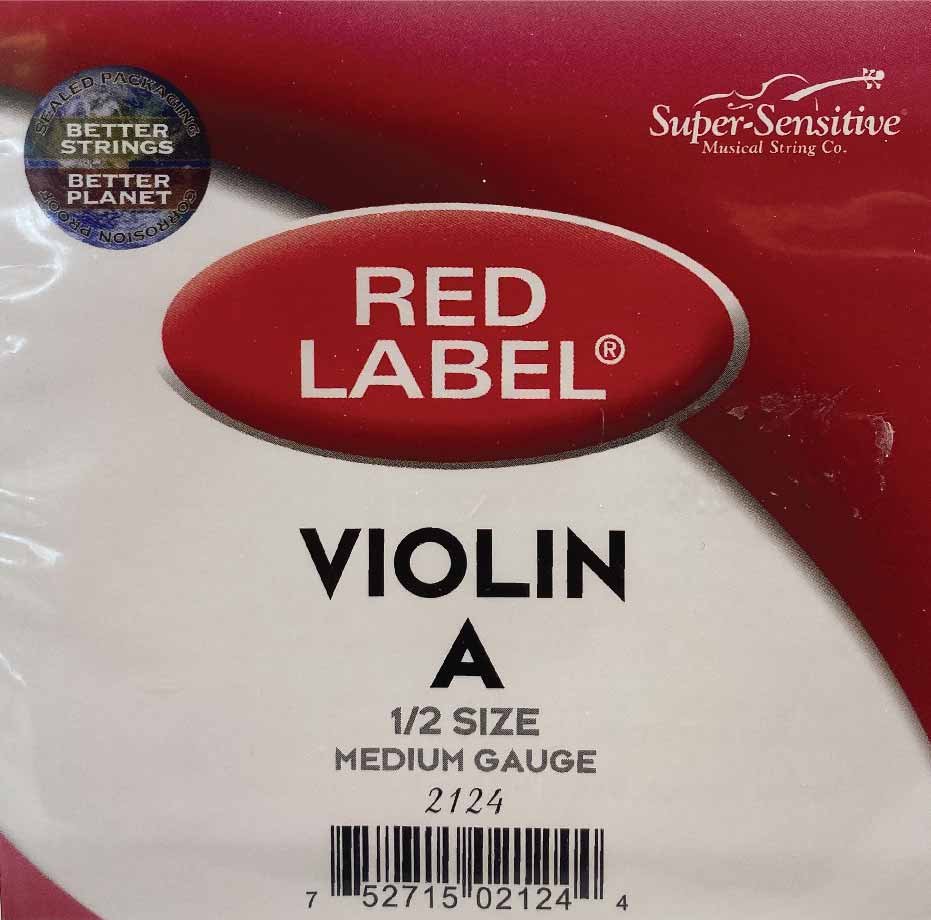 SEALED PACKAGING
BETTER
STRINGS
BETTER
PLANET
CORROSION PROOF
Super-Sensitive®
Musical String Co.
RED
LABEL®
VIOLIN
A
1/2 SIZE
MEDIUM GAUGE
2124
7 52715 02124 4